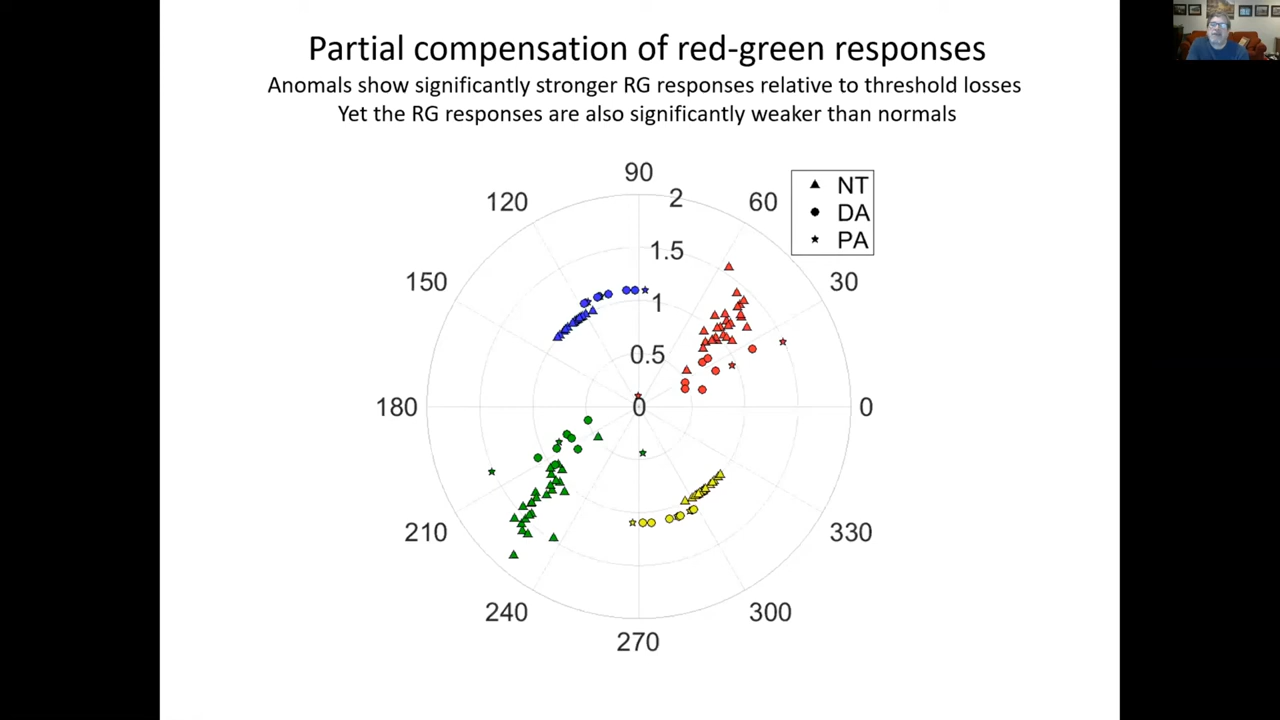 Partial compensation of red-green responses
Anomals show significantly stronger RG responses relative to threshold losses
Yet the RG responses are also significantly weaker than normals
90
120
2
60
NT
DA
PA
150
1.5
30
1
0.5
180
0
0
210
330
240
300
270